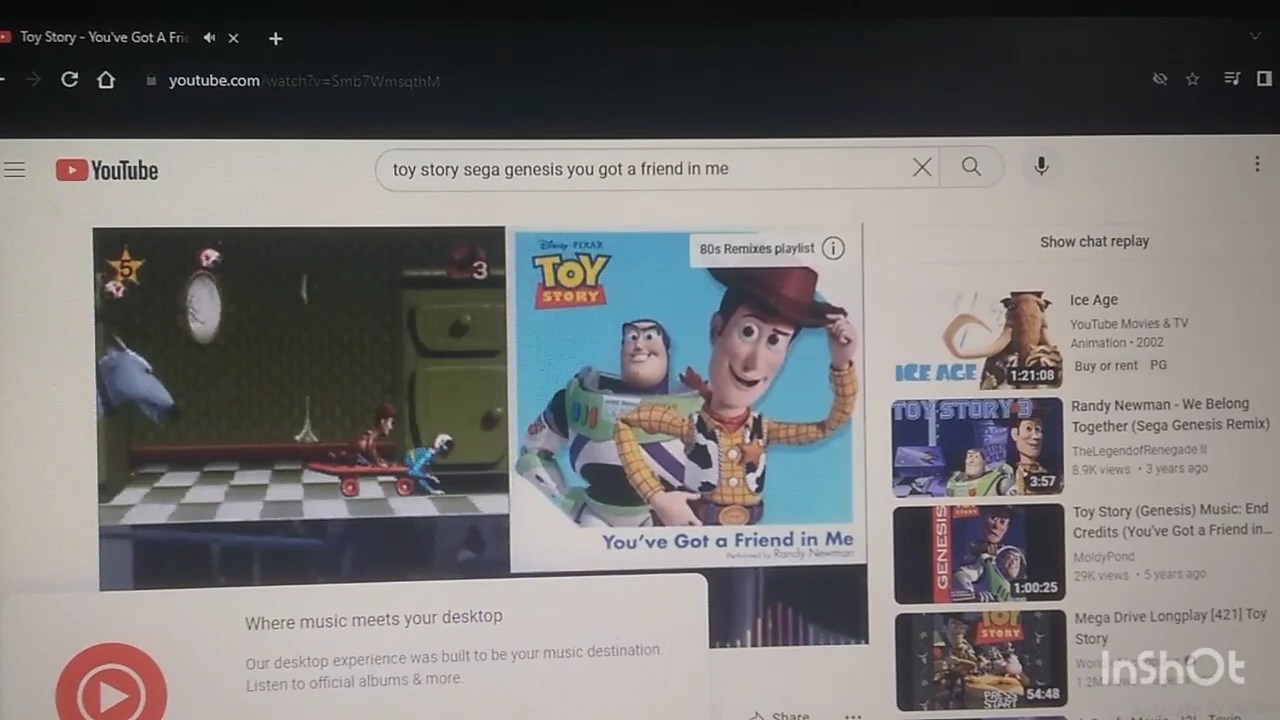 Toy Story - You've Got A Frie
youtube.com/watch?v=Smb7WmsqthM
YouTube
toy story sega genesis you got a friend in me
5
3
Disney · PIXAR
TOY
STORY
80s Remixes playlist
You've Got a Friend in Me
Performed by Randy Newman
Show chat replay
ICE AGE
1:21:08
Ice Age
YouTube Movies & TV
Animation • 2002
Buy or rent PG
TOY STORY 3
3:57
Randy Newman - We Belong
Together (Sega Genesis Remix)
TheLegendofRenegade II
8.9K views • 3 years ago
GENESIS
1:00:25
Toy Story (Genesis) Music: End
Credits (You've Got a Friend in...
MoldyPond
29K views • 5 years ago
TOY
STORY
PRESS
START
54:48
Mega Drive Longplay [421] Toy
Story
Where music meets your desktop
Our desktop experience was built to be your music destination.
Listen to official albums & more.
Share
InShOt